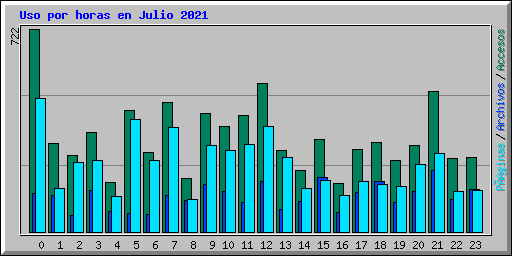 Uso por horas en Julio 2021
722
Páginas / Archivos / Accesos
0 1 2 3 4 5 6 7 8 9 10 11 12 13 14 15 16 17 18 19 20 21 22 23